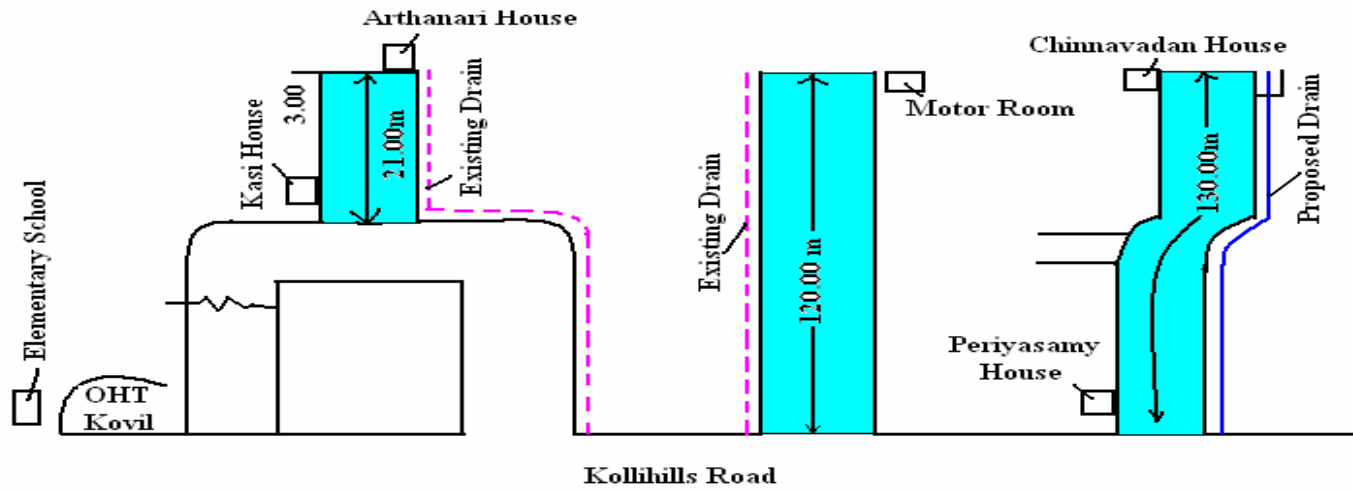 Arthanari House
3.00
21.00m
Existing Drain
Kasi House
Elementary School
OHT
Kovil
Existing Drain
120.00 m
Motor Room
Chinnavadan House
130.00m
Proposed Drain
Periyasamy
House
Kollihills Road